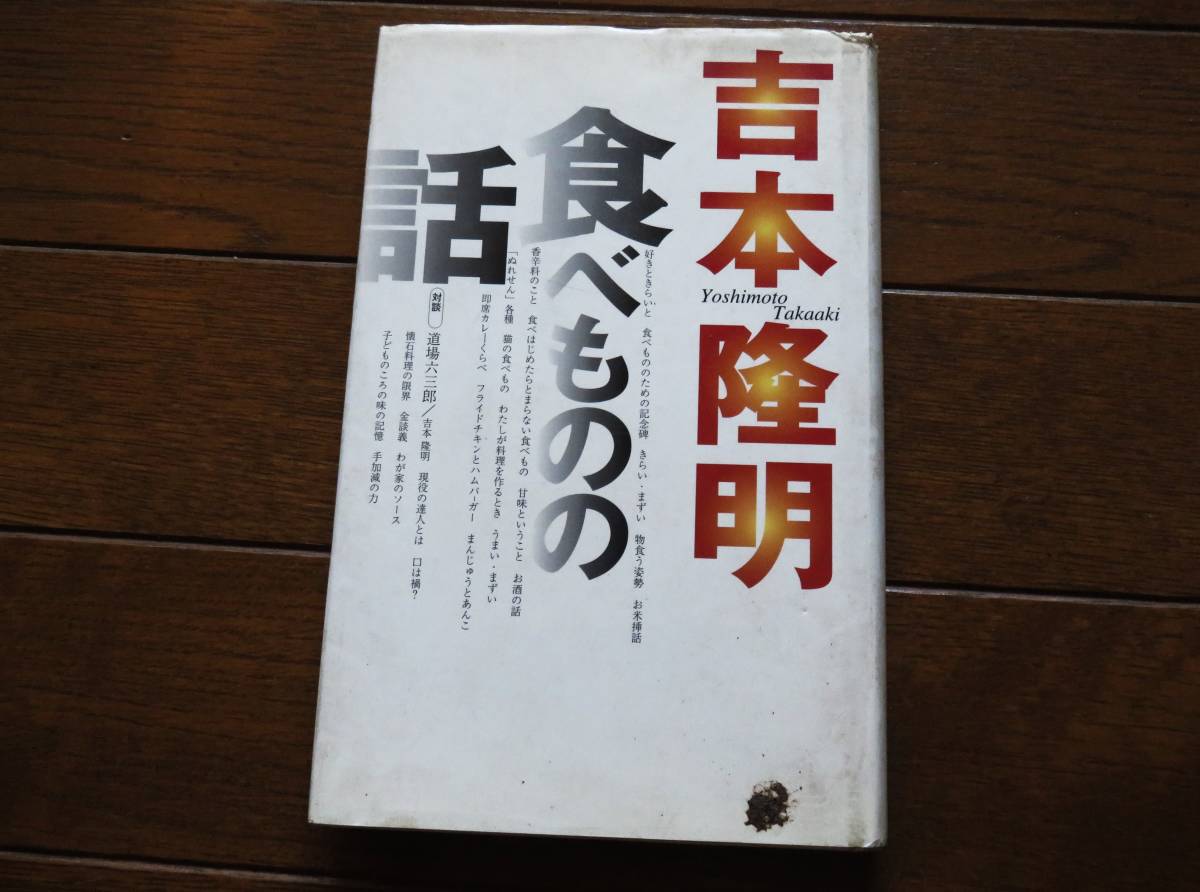 吉本隆明
Yoshimoto
Takaaki
食べものの
話
好きときらいと　食べもののための記念碑　きらい・まずい　物食う姿勢　お米挿話
香辛料のこと　食べはじめたらとまらない食べもの　甘味ということ　お酒の話
「ぬれせん」各種　猫の食べもの　わたしが料理を作るとき　うまい・まずい
即席カレーくらべ　フライドチキンとハムバーガー　まんじゅうとあんこ
対談　道場六三郎／吉本隆明　現役の達人とは　口は禍？
懐石料理の限界　金談義　わが家のソース
子どものころの味の記憶　手加減の力